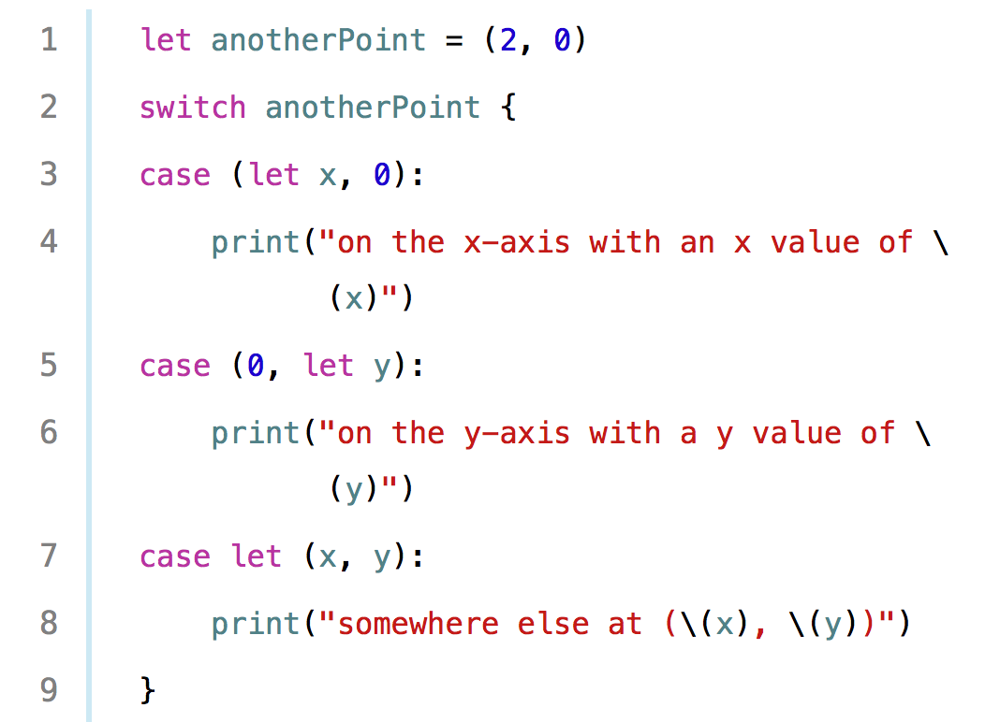 1 let anotherPoint = (2, 0)
2 switch anotherPoint {
3 case (let x, 0):
4 print("on the x-axis with an x value of \
(x)")
5 case (0, let y):
6 print("on the y-axis with a y value of \
(y)")
7 case let (x, y):
8 print("somewhere else at (\(x), \(y))")
9 }